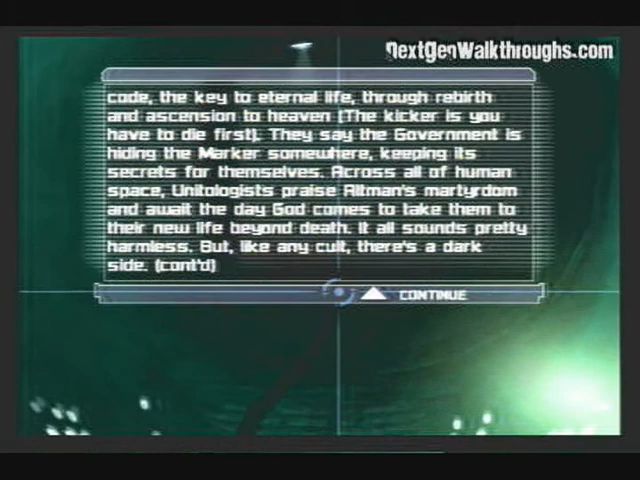 nextGenWalkthroughs.com
code, the key to eternal life, through rebirth
and ascension to heaven (The kicker is you
have to die first). They say the Government is
hiding the Marker somewhere, keeping its
secrets for themselves. Across all of human
space, Unitologists praise Altman's martyrdom
and await the day God comes to take them to
their new life beyond death. It all sounds pretty
harmless. But, like any cult, there's a dark
side. (cont'd)
CONTINUE